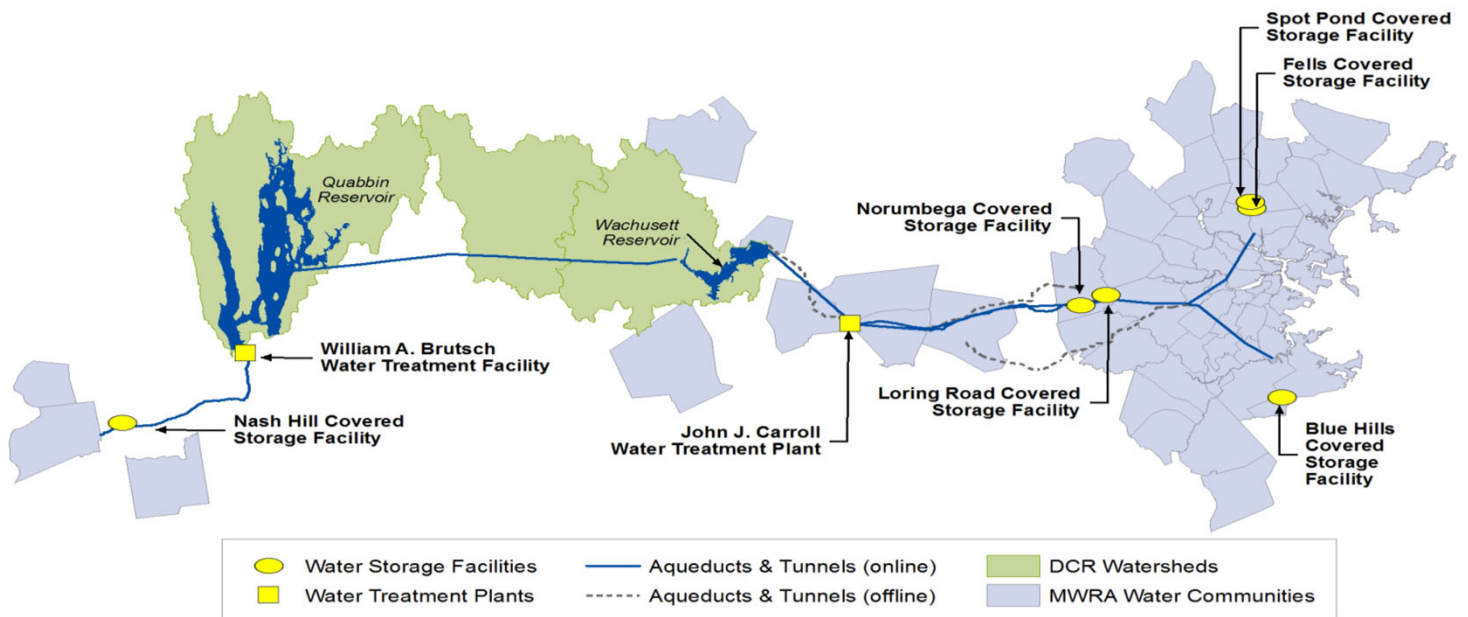 Spot Pond Covered
Storage Facility
Fells Covered
Storage Facility
Quabbin
Reservoir
Wachusett
Reservoir
Norumbega Covered
Storage Facility
William A. Brutsch
Water Treatment Facility
Nash Hill Covered
Storage Facility
John J. Carroll
Water Treatment Plant
Loring Road Covered
Storage Facility
Blue Hills
Covered
Storage
Facility
Water Storage Facilities
Aqueducts & Tunnels (online)
DCR Watersheds
Water Treatment Plants
Aqueducts & Tunnels (offline)
MWRA Water Communities